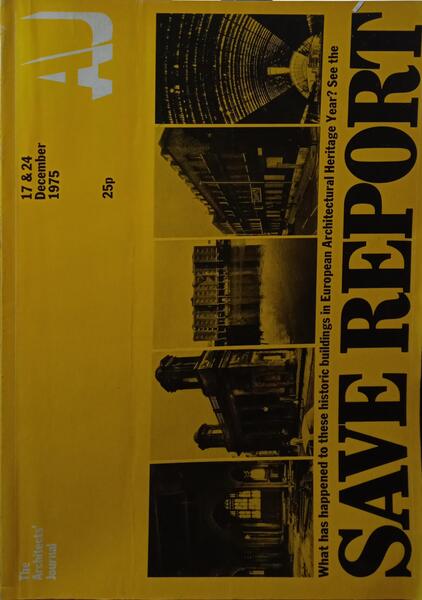 The
Architects'
Journal
17 & 24
December
1975
25p
AJ
What has happened to these historic buildings in European Architectural Heritage Year? See the
SAVE REPORT